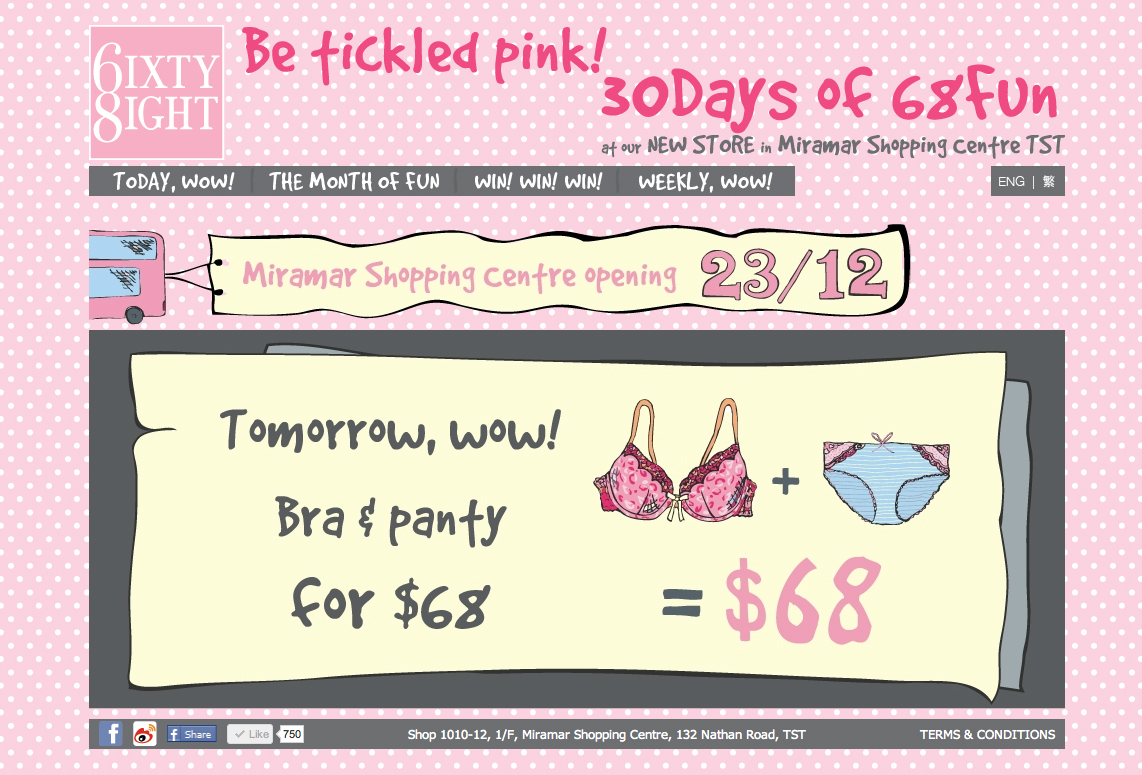 6IXTY
8IGHT
Be tickled pink!
30Days of 68Fun
at our NEW STORE in Miramar Shopping Centre TST
TODAY, WOW!
THE MONTH OF FUN
WIN! WIN! WIN!
WEEKLY, WOW!
ENG | 繁
Miramar Shopping Centre opening 23/12
Tomorrow, wow!
Bra & panty
for $68
+
= $68
f
f Share
Like
750
Shop 1010-12, 1/F, Miramar Shopping Centre, 132 Nathan Road, TST
TERMS & CONDITIONS